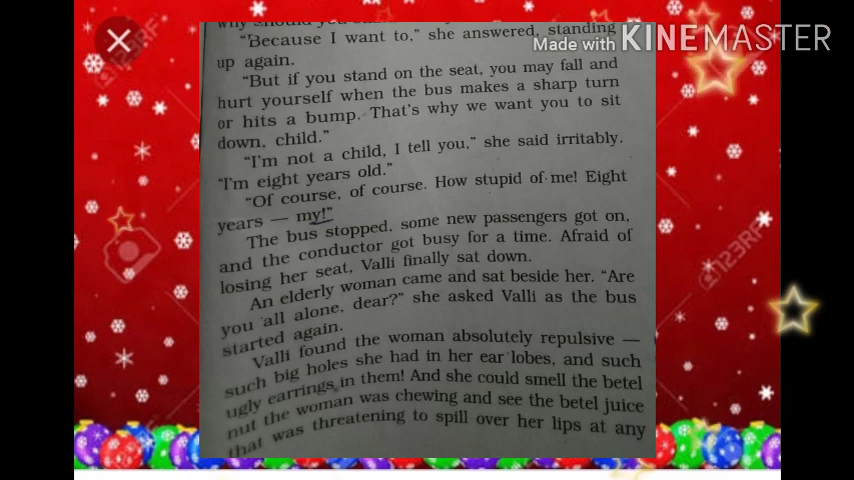 Made with KINEMASTER
"Because I want to," she answered, standing
up again.
"But if you stand on the seat, you may fall and
hurt yourself when the bus makes a sharp turn
or hits a bump. That's why we want you to sit
down, child."
"I'm not a child, I tell you," she said irritably.
"I'm eight years old."
"Of course, of course. How stupid of me! Eight
years — my!"
The bus stopped, some new passengers got on,
and the conductor got busy for a time. Afraid of
losing her seat, Valli finally sat down.
An elderly woman came and sat beside her. "Are
you all alone, dear?" she asked Valli as the bus
started again.
Valli found the woman absolutely repulsive —
such big holes she had in her ear lobes, and such
ugly earrings in them! And she could smell the betel
nut the woman was chewing and see the betel juice
that was threatening to spill over her lips at any
123RF
123RF